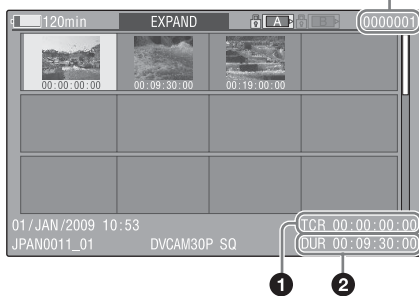 120min EXPAND A B 0000001
00:00:00:00 00:09:30:00 00:19:00:00
01/JAN/2009 10:53 TCR 00:00:00:00
JPAN0011_01 DVCAM30P SQ DUR 00:09:30:00
1 2